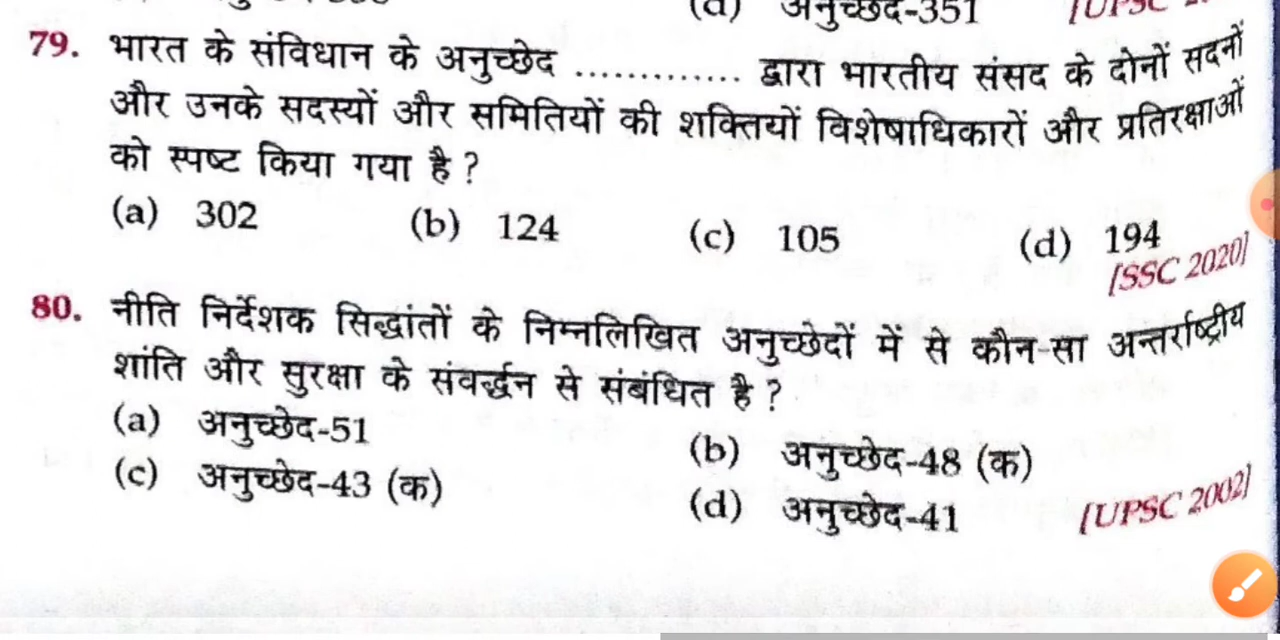 (d) अनुच्छेद-351
79. भारत के संविधान के अनुच्छेद ............. द्वारा भारतीय संसद के दोनों सदनों
और उनके सदस्यों और समितियों की शक्तियों विशेषाधिकारों और प्रतिरक्षाओं
को स्पष्ट किया गया है ?
(a) 302 (b) 124 (c) 105 (d) 194
[SSC 2020]
80. नीति निर्देशक सिद्धांतों के निम्नलिखित अनुच्छेदों में से कौन-सा अन्तर्राष्ट्रीय
शांति और सुरक्षा के संवर्द्धन से संबंधित है ?
(a) अनुच्छेद-51 (b) अनुच्छेद-48 (क)
(c) अनुच्छेद-43 (क) (d) अनुच्छेद-41
[UPSC 2002]